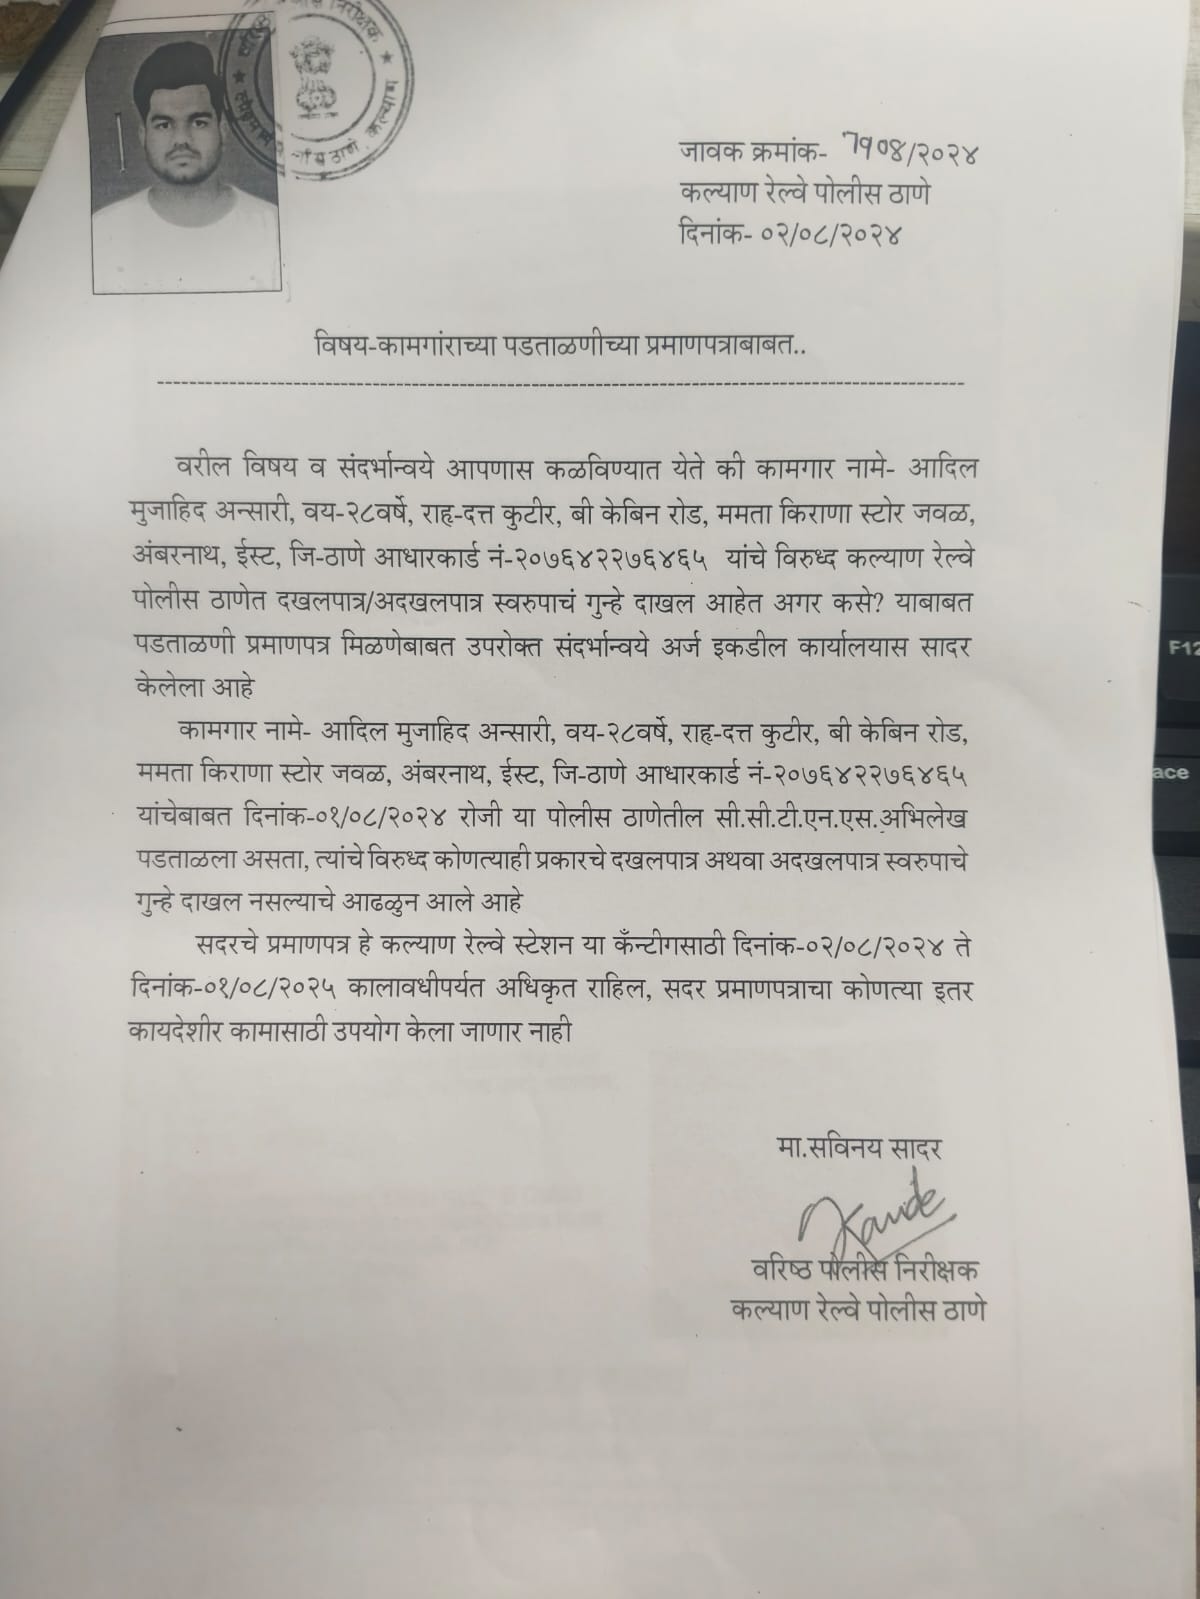 जावक क्रमांक- ७१०४/२०२४
कल्याण रेल्वे पोलीस ठाणे
दिनांक- ०२/०८/२०२४
विषय-कामगांराच्या पडताळणीच्या प्रमाणपत्राबाबत..
वरील विषय व संदर्भान्वये आपणास कळविण्यात येते की कामगार नामे- आदिल
मुजाहिद अन्सारी, वय-२८वर्षे, राहृ-दत्त कुटीर, बी केबिन रोड, ममता किराणा स्टोर जवळ,
अंबरनाथ, ईस्ट, जि-ठाणे आधारकार्ड नं-२०७६४२२७६४६५ यांचे विरुध्द कल्याण रेल्वे
पोलीस ठाणेत दखलपात्र/अदखलपात्र स्वरुपाचं गुन्हे दाखल आहेत अगर कसे? याबाबत
पडताळणी प्रमाणपत्र मिळणेबाबत उपरोक्त संदर्भान्वये अर्ज इकडील कार्यालयास सादर
केलेला आहे
कामगार नामे- आदिल मुजाहिद अन्सारी, वय-२८वर्षे, राहृ-दत्त कुटीर, बी केबिन रोड,
ममता किराणा स्टोर जवळ, अंबरनाथ, ईस्ट, जि-ठाणे आधारकार्ड नं-२०७६४२२७६४६५
यांचेबाबत दिनांक-०१/०८/२०२४ रोजी या पोलीस ठाणेतील सी.सी.टी.एन.एस.अभिलेख
पडताळला असता, त्यांचे विरुध्द कोणत्याही प्रकारचे दखलपात्र अथवा अदखलपात्र स्वरुपाचे
गुन्हे दाखल नसल्याचे आढळुन आले आहे
सदरचे प्रमाणपत्र हे कल्याण रेल्वे स्टेशन या कँन्टीगसाठी दिनांक-०२/०८/२०२४ ते
दिनांक-०१/०८/२०२५ कालावधीपर्यत अधिकृत राहिल, सदर प्रमाणपत्राचा कोणत्या इतर
कायदेशीर कामासाठी उपयोग केला जाणार नाही
मा.सविनय सादर
वरिष्ठ पोलीस निरीक्षक
कल्याण रेल्वे पोलीस ठाणे
निरीक्षक
ठाणे. कल्याण
F12
ace